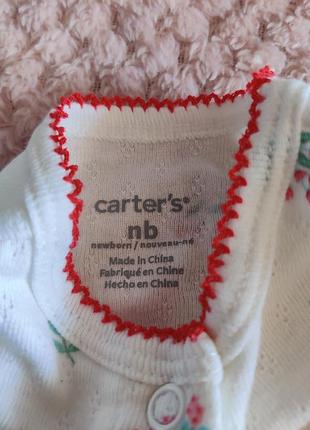 carter's
nb
newborn / nouveau-né
Made in China
Fabriqué en Chine
Hecho en China